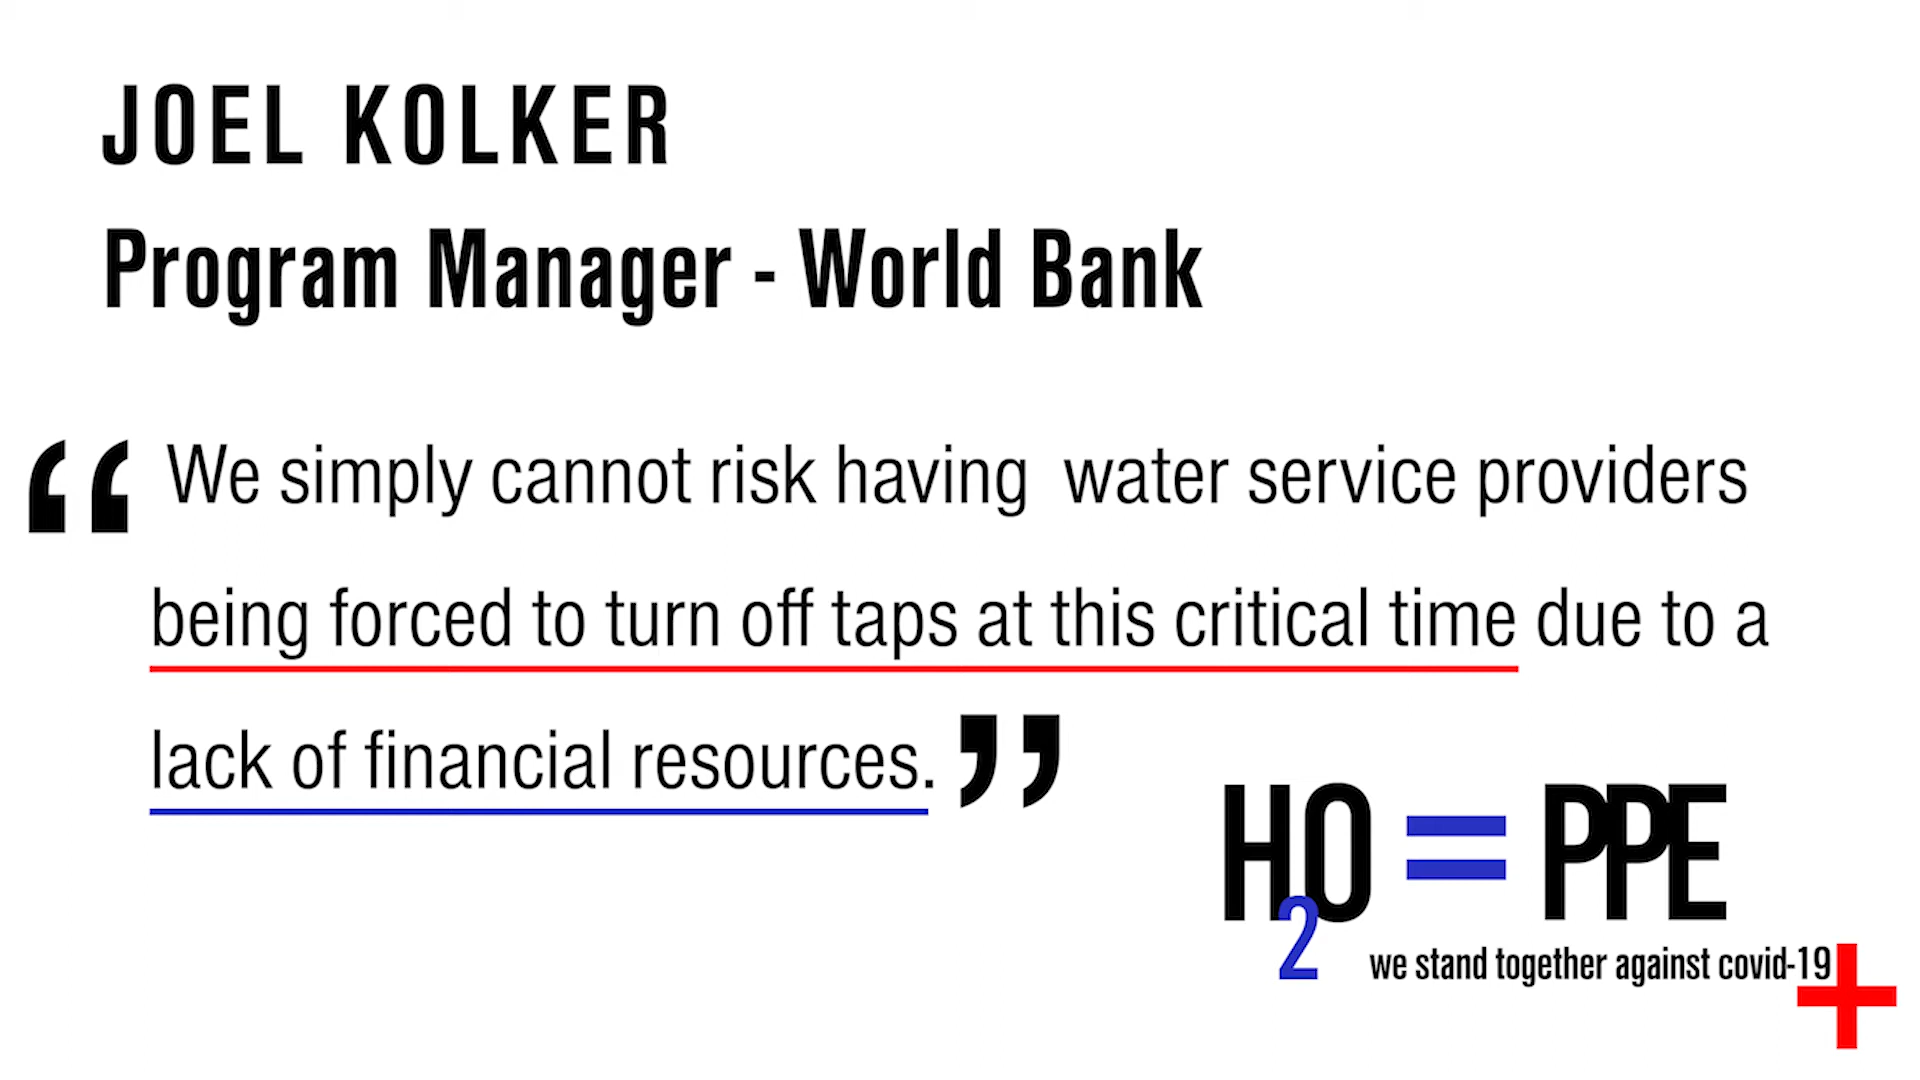 JOEL KOLKER
Program Manager - World Bank
“ We simply cannot risk having  water service providers
being forced to turn off taps at this critical time due to a
lack of financial resources. ”
H2O = PPE
we stand together against covid-19